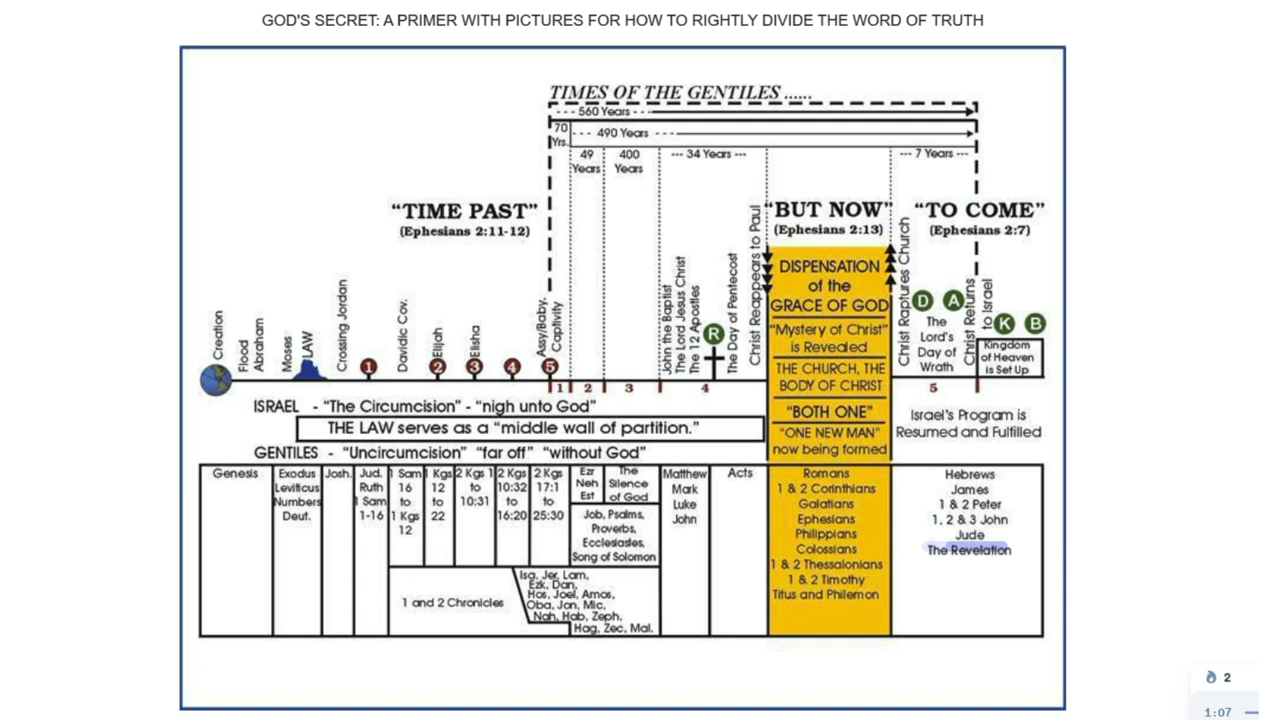 GOD'S SECRET: A PRIMER WITH PICTURES FOR HOW TO RIGHTLY DIVIDE THE WORD OF TRUTH
TIMES OF THE GENTILES ......
560 Years
70
Yrs.
490 Years
49
Years
400
Years
34 Years
7 Years
“TIME PAST”
(Ephesians 2:11-12)
“BUT NOW”
(Ephesians 2:13)
“TO COME”
(Ephesians 2:7)
Creation
Flood
Abraham
Moses
LAW
Crossing Jordan
1
Davidic Cov.
2
Elijah
3
Elisha
4
5
Assy/Baby.
Captivity
John the Baptist
The Lord Jesus Christ
The 12 Apostles
R
The Day of Pentecost
Christ Reappears to Paul
DISPENSATION
of the
GRACE OF GOD
“Mystery of Christ”
is Revealed
THE CHURCH, THE
BODY OF CHRIST
“BOTH ONE”
“ONE NEW MAN”
now being formed
Christ Raptures Church
D
A
The
Lord's
Day of
Wrath
Christ Returns
to Israel
K
B
Kingdom
of Heaven
is Set Up
1
2
3
4
5
ISRAEL - “The Circumcision” - “nigh unto God”
THE LAW serves as a “middle wall of partition.”
GENTILES - “Uncircumcision” “far off” “without God”
Israel's Program is
Resumed and Fulfilled
Genesis
Exodus
Leviticus
Numbers
Deut.
Josh.
Jud.
Ruth
1 Sam
1-16
1 Sam
16
to
1 Kgs
12
1 Kgs
12
to
22
2 Kgs 1
to
10:31
2 Kgs
10:32
to
16:20
2 Kgs
17:1
to
25:30
Ezr
Neh
Est
The
Silence
of God
Job, Psalms,
Proverbs,
Ecclesiastes,
Song of Solomon
1 and 2 Chronicles
Isa, Jer, Lam,
Ezk, Dan,
Hos, Joel, Amos,
Oba, Jon, Mic,
Nah, Hab, Zeph,
Hag, Zec, Mal.
Matthew
Mark
Luke
John
Acts
Romans
1 & 2 Corinthians
Galatians
Ephesians
Philippians
Colossians
1 & 2 Thessalonians
1 & 2 Timothy
Titus and Philemon
Hebrews
James
1 & 2 Peter
1, 2 & 3 John
Jude
The Revelation
2
1:07